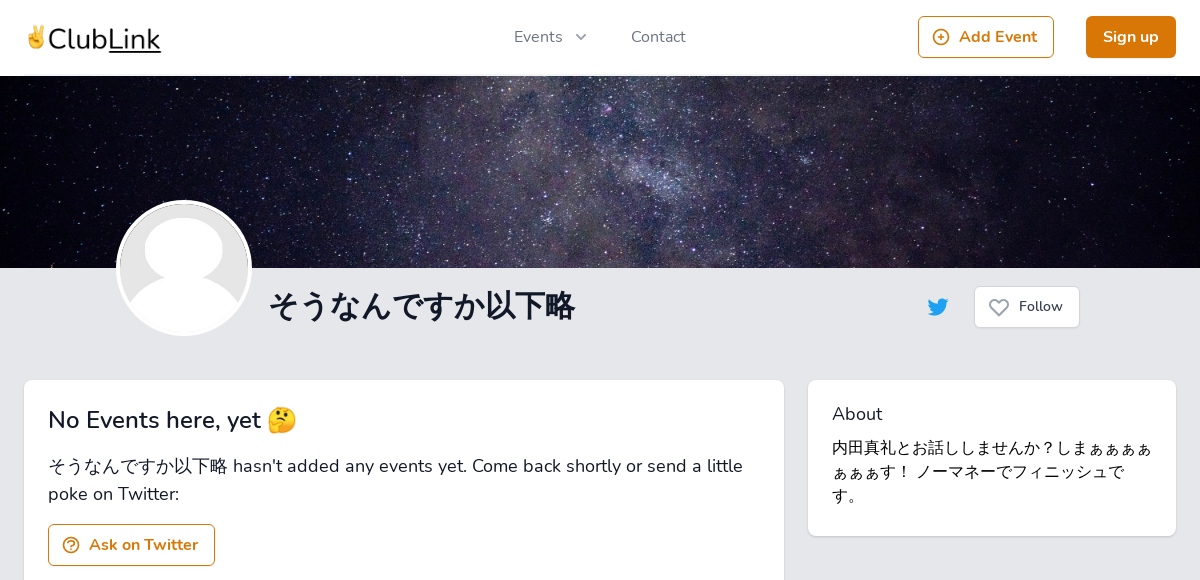 ✌️ClubLink
Events
Contact
Add Event
Sign up
そうなんですか以下略
Follow
No Events here, yet 🤔
そうなんですか以下略 hasn't added any events yet. Come back shortly or send a little
poke on Twitter:
Ask on Twitter
About
内田真礼とお話ししませんか？しまぁぁぁぁ
ぁぁぁす！ ノーマネーでフィニッシュで
す。